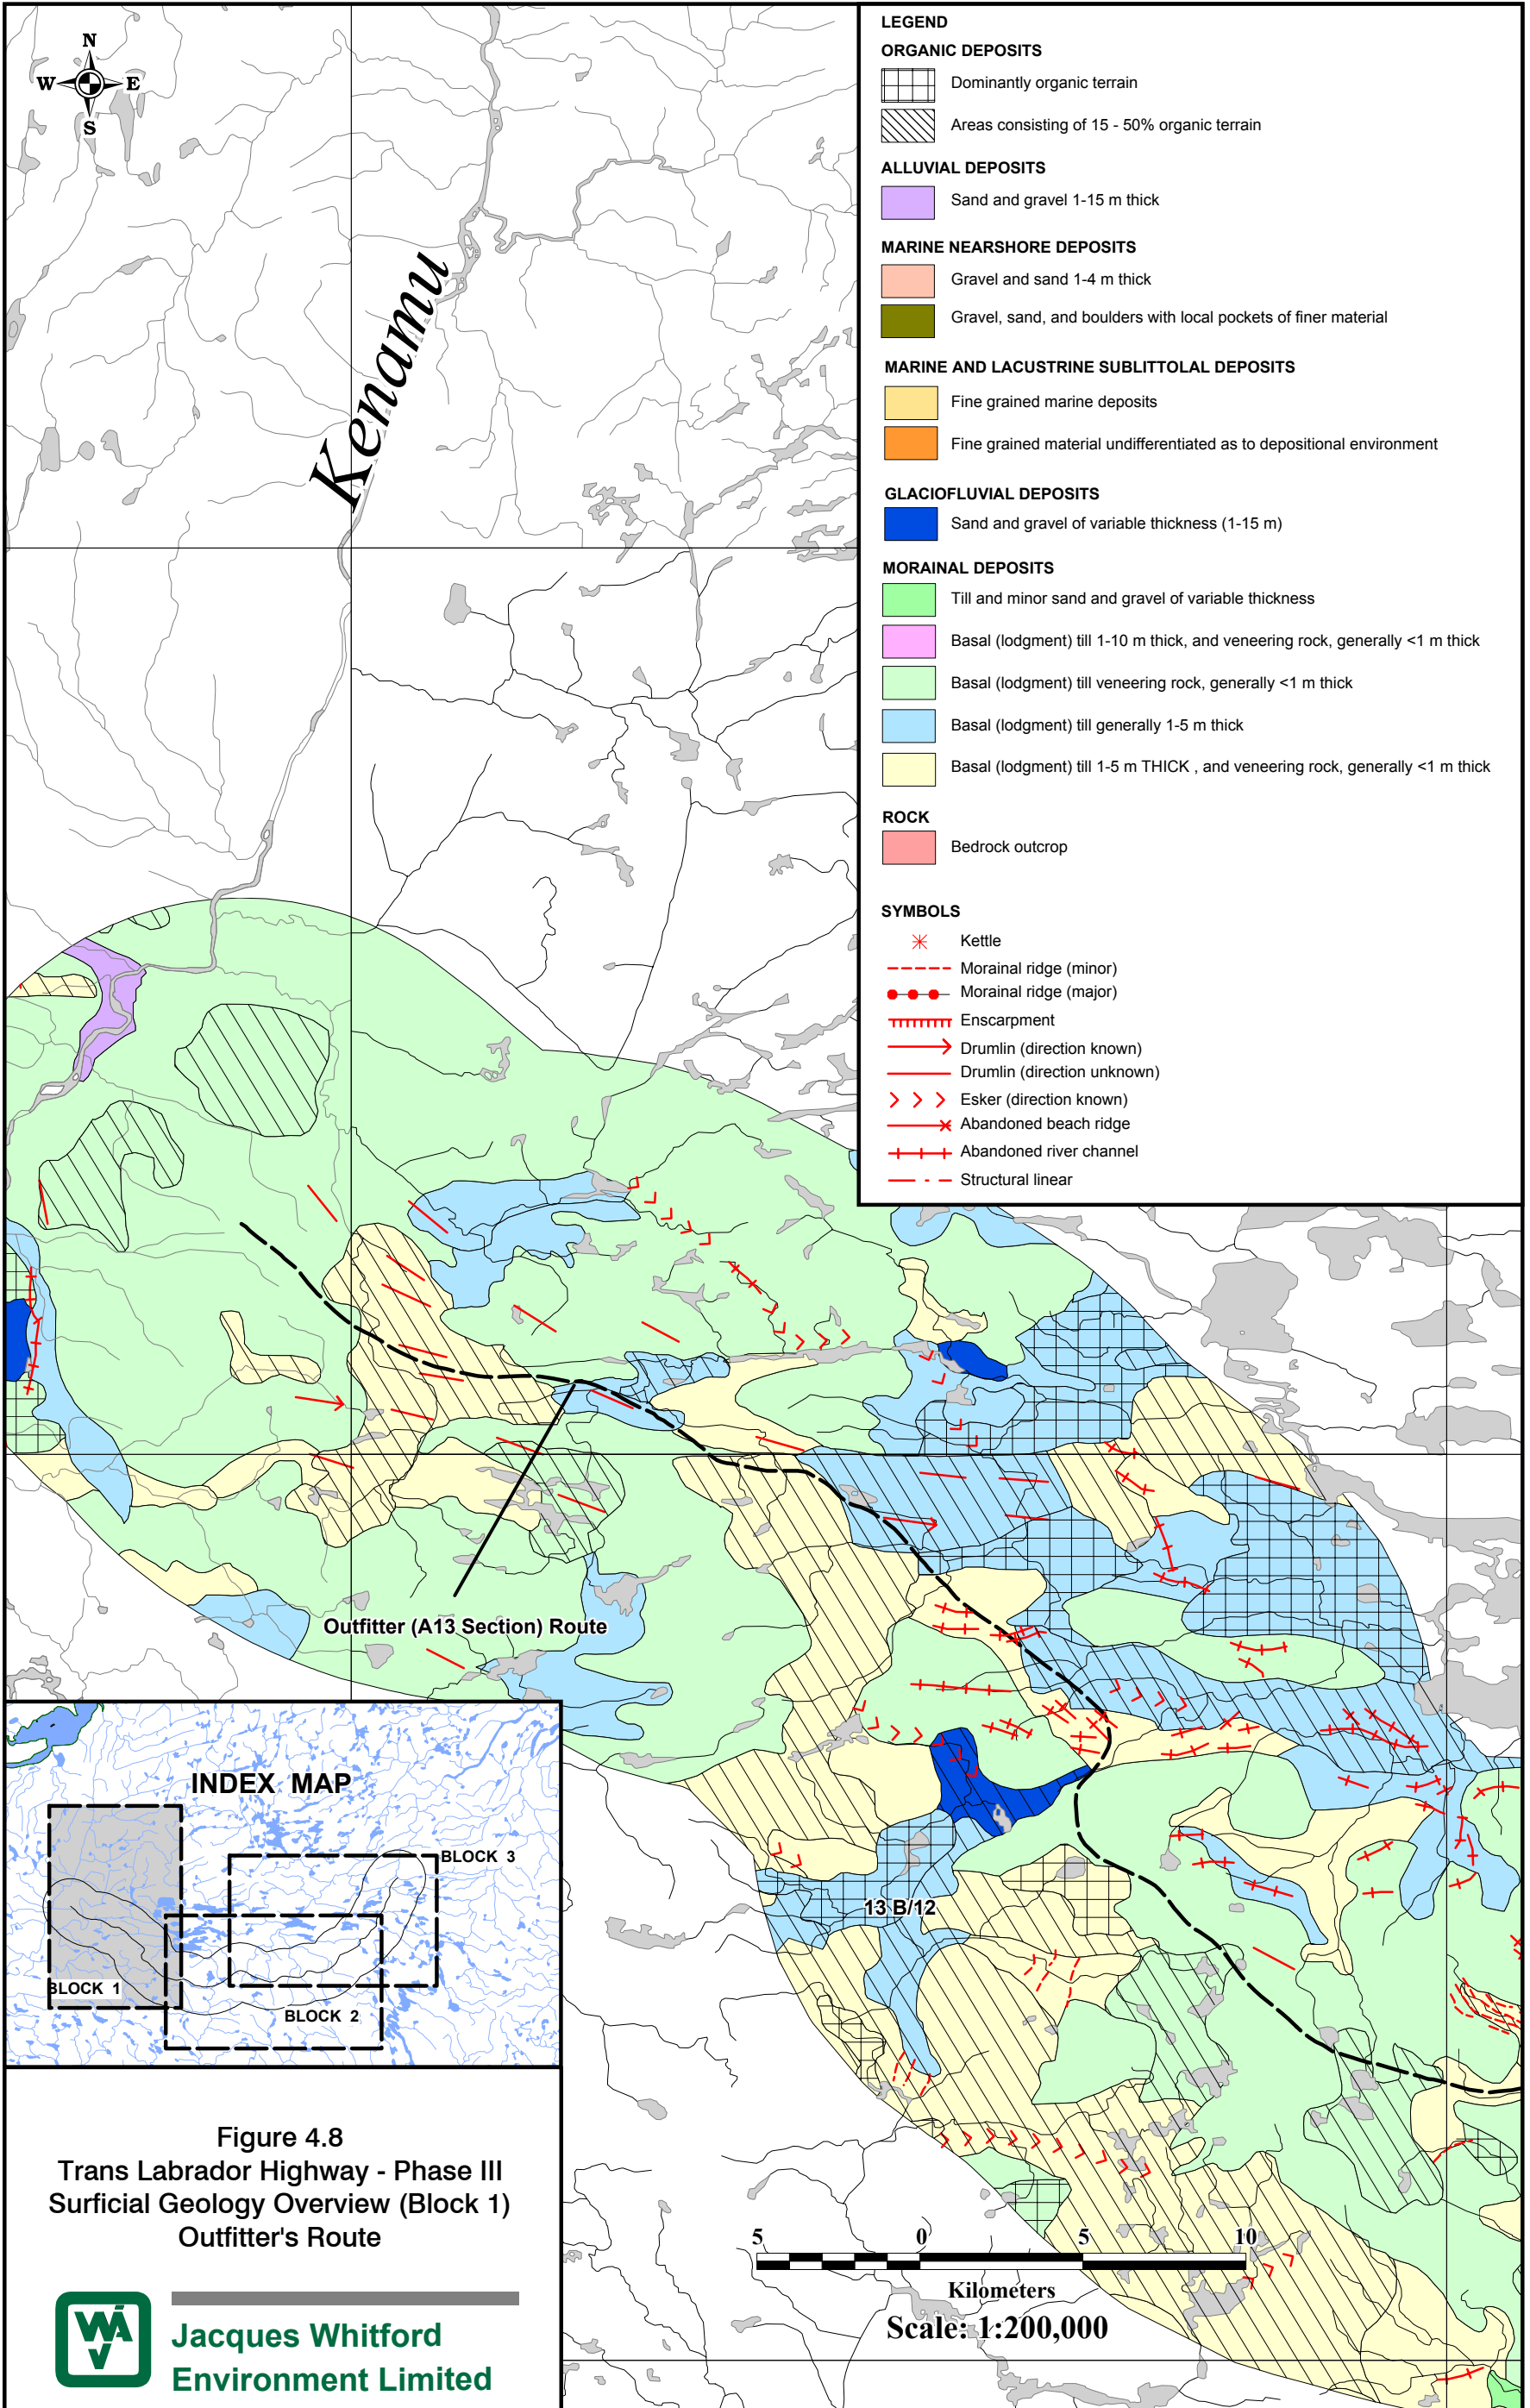 N
W E
S
Kenamu
LEGEND
ORGANIC DEPOSITS
Dominantly organic terrain
Areas consisting of 15 - 50% organic terrain
ALLUVIAL DEPOSITS
Sand and gravel 1-15 m thick
MARINE NEARSHORE DEPOSITS
Gravel and sand 1-4 m thick
Gravel, sand, and boulders with local pockets of finer material
MARINE AND LACUSTRINE SUBLITTOLAL DEPOSITS
Fine grained marine deposits
Fine grained material undifferentiated as to depositional environment
GLACIOFLUVIAL DEPOSITS
Sand and gravel of variable thickness (1-15 m)
MORAINAL DEPOSITS
Till and minor sand and gravel of variable thickness
Basal (lodgment) till 1-10 m thick, and veneering rock, generally <1 m thick
Basal (lodgment) till veneering rock, generally <1 m thick
Basal (lodgment) till generally 1-5 m thick
Basal (lodgment) till 1-5 m THICK , and veneering rock, generally <1 m thick
ROCK
Bedrock outcrop
SYMBOLS
Kettle
Morainal ridge (minor)
Morainal ridge (major)
Enscarpment
Drumlin (direction known)
Drumlin (direction unknown)
Esker (direction known)
Abandoned beach ridge
Abandoned river channel
Structural linear
Outfitter (A13 Section) Route
13 B/12
INDEX MAP
BLOCK 3
BLOCK 1
BLOCK 2
Figure 4.8
Trans Labrador Highway - Phase III
Surficial Geology Overview (Block 1)
Outfitter's Route
Jacques Whitford
Environment Limited
5 0 5 10
Kilometers
Scale: 1:200,000